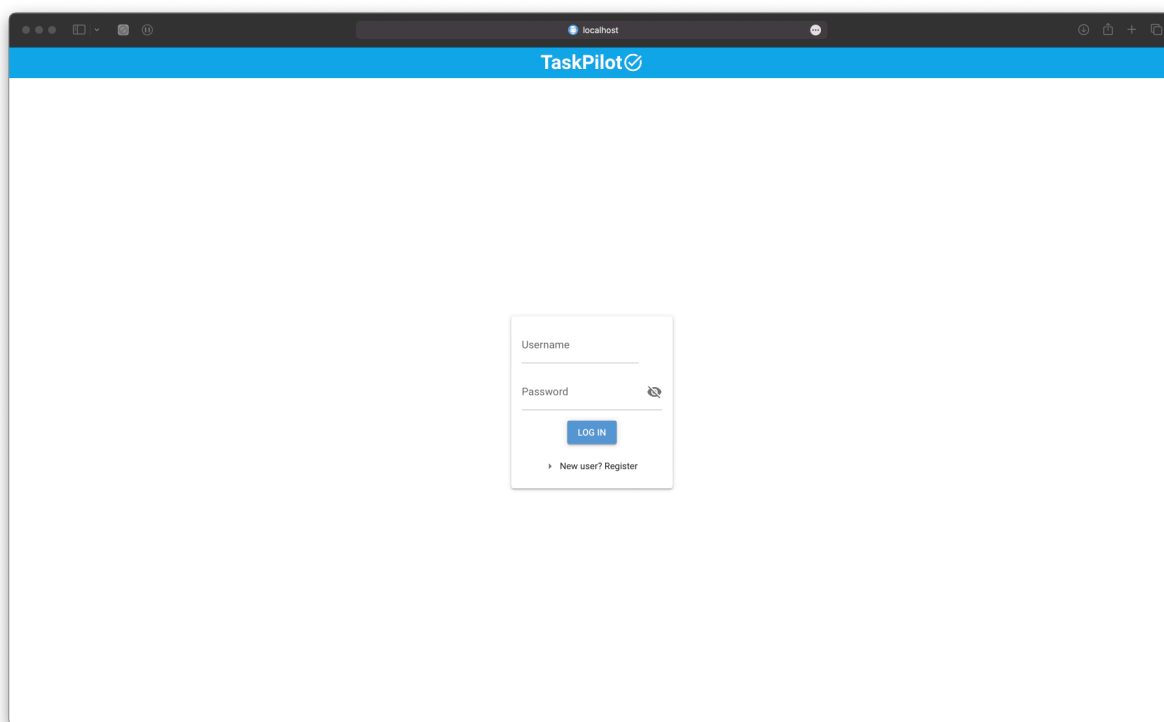 localhost
TaskPilot
Username
Password
LOG IN
New user? Register